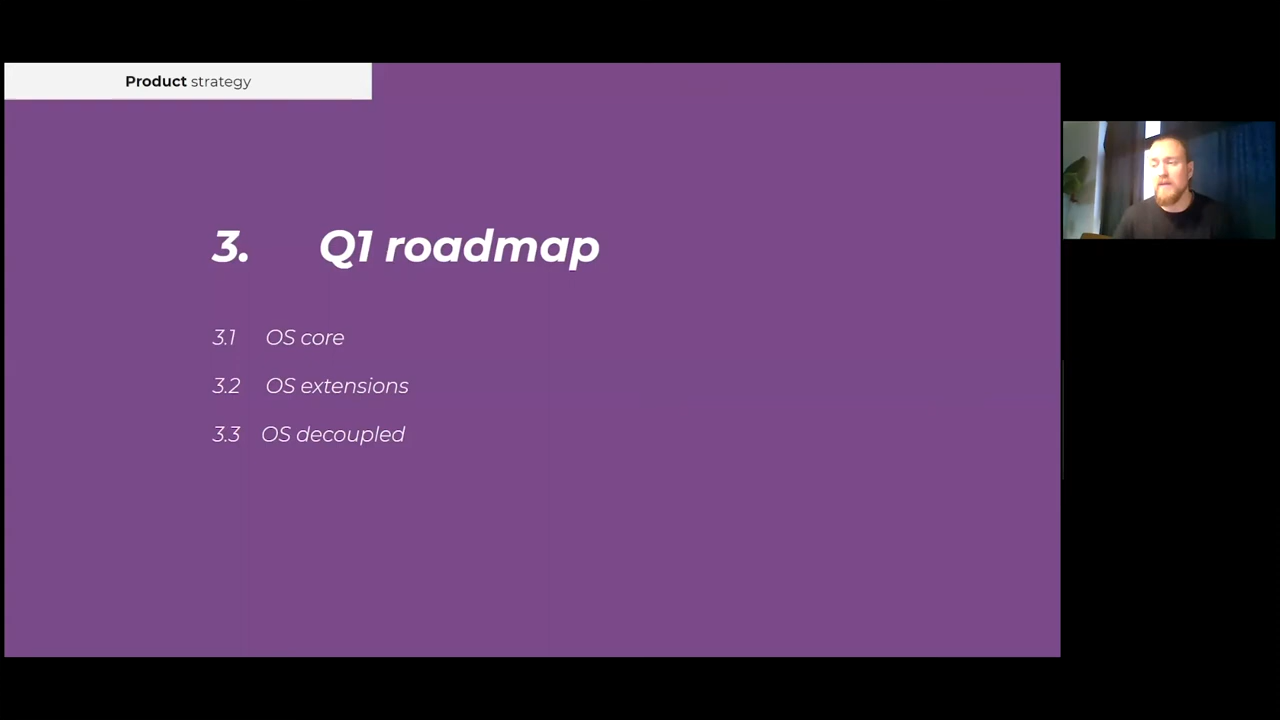 Product strategy
3. Q1 roadmap
3.1 OS core
3.2 OS extensions
3.3 OS decoupled